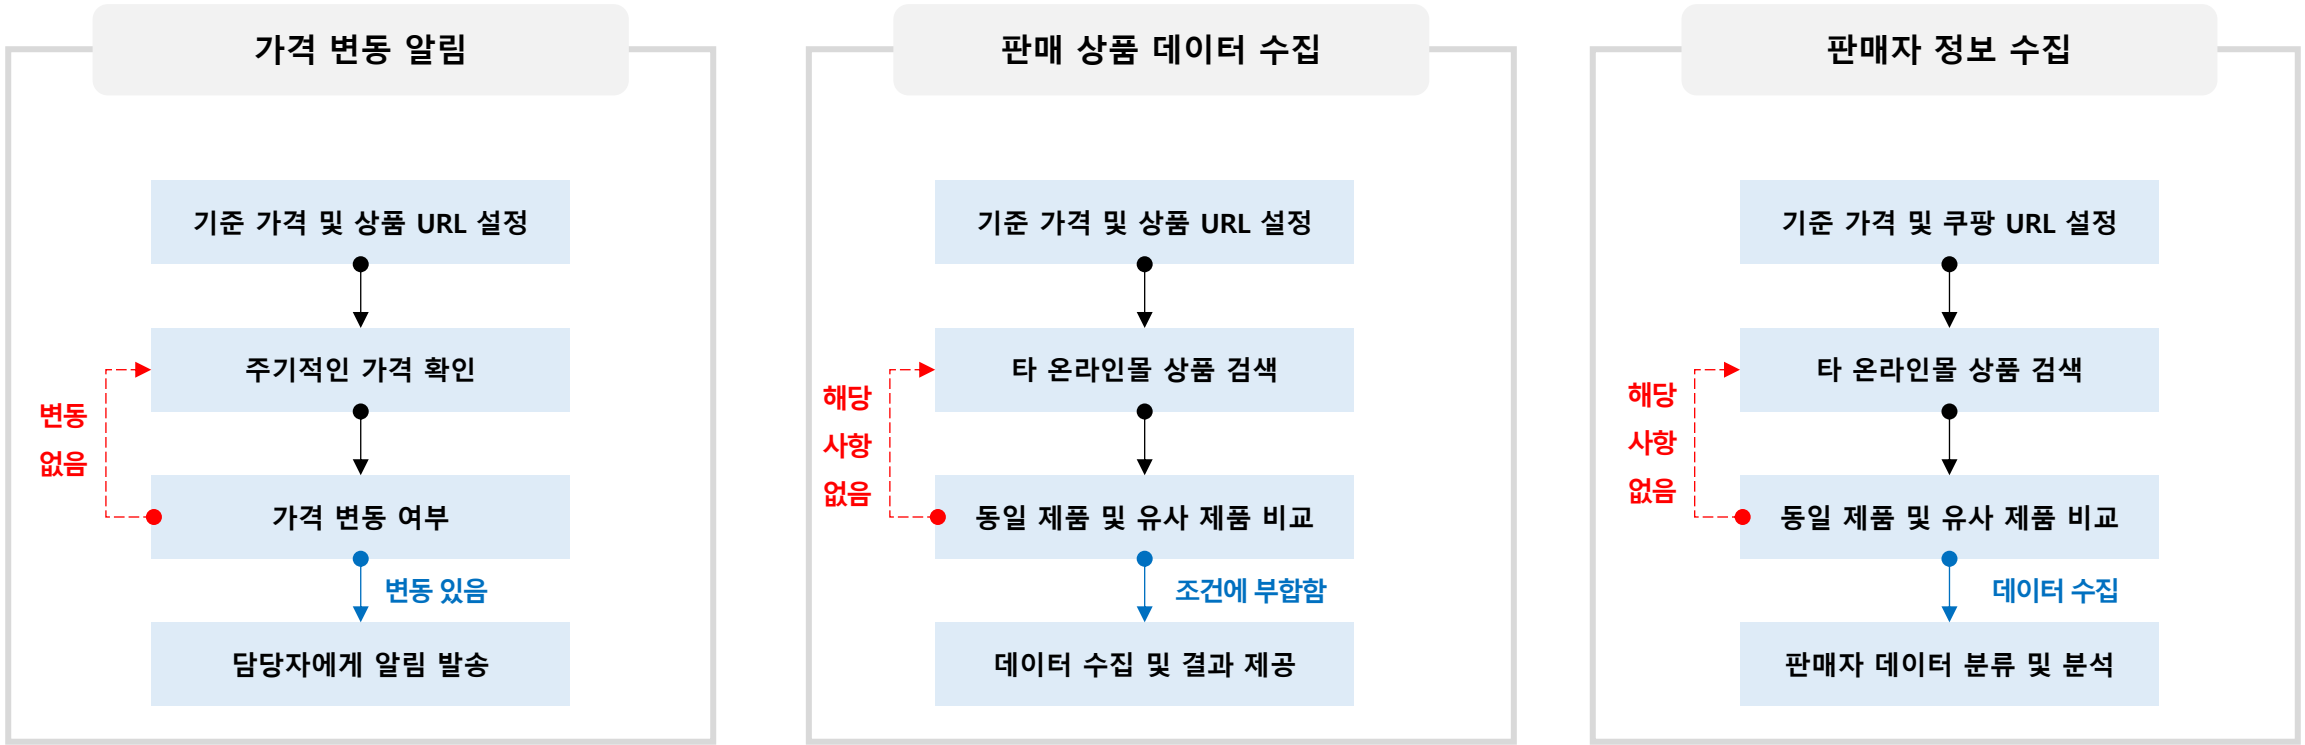 가격 변동 알림
기준 가격 및 상품 URL 설정
주기적인 가격 확인
변동
없음
가격 변동 여부
변동 있음
담당자에게 알림 발송
판매 상품 데이터 수집
기준 가격 및 상품 URL 설정
타 온라인몰 상품 검색
해당
사항
없음
동일 제품 및 유사 제품 비교
조건에 부합함
데이터 수집 및 결과 제공
판매자 정보 수집
기준 가격 및 쿠팡 URL 설정
타 온라인몰 상품 검색
해당
사항
없음
동일 제품 및 유사 제품 비교
데이터 수집
판매자 데이터 분류 및 분석